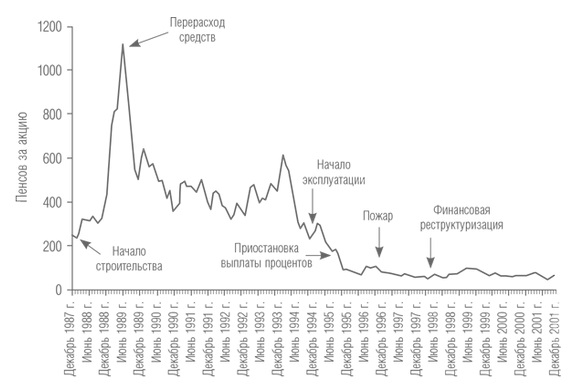 1200
1000
800
600
400
200
0
Пенсов за акцию
Перерасход
средств
Начало
строительства
Начало
эксплуатации
Приостановка
выплаты процентов
Пожар
Финансовая
реструктуризация
Декабрь 1987 г.
Июнь 1988 г.
Декабрь 1988 г.
Июнь 1989 г.
Декабрь 1989 г.
Июнь 1990 г.
Декабрь 1990 г.
Июнь 1991 г.
Декабрь 1991 г.
Июнь 1992 г.
Декабрь 1992 г.
Июнь 1993 г.
Декабрь 1993 г.
Июнь 1994 г.
Декабрь 1994 г.
Июнь 1995 г.
Декабрь 1995 г.
Июнь 1996 г.
Декабрь 1996 г.
Июнь 1997 г.
Декабрь 1997 г.
Июнь 1998 г.
Декабрь 1998 г.
Июнь 1999 г.
Декабрь 1999 г.
Июнь 2000 г.
Декабрь 2000 г.
Июнь 2001 г.
Декабрь 2001 г.